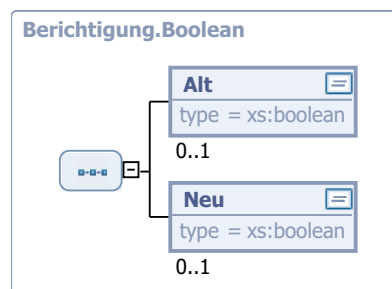 Berichtigung.Boolean
Alt
type = xs:boolean
0..1
Neu
type = xs:boolean
0..1